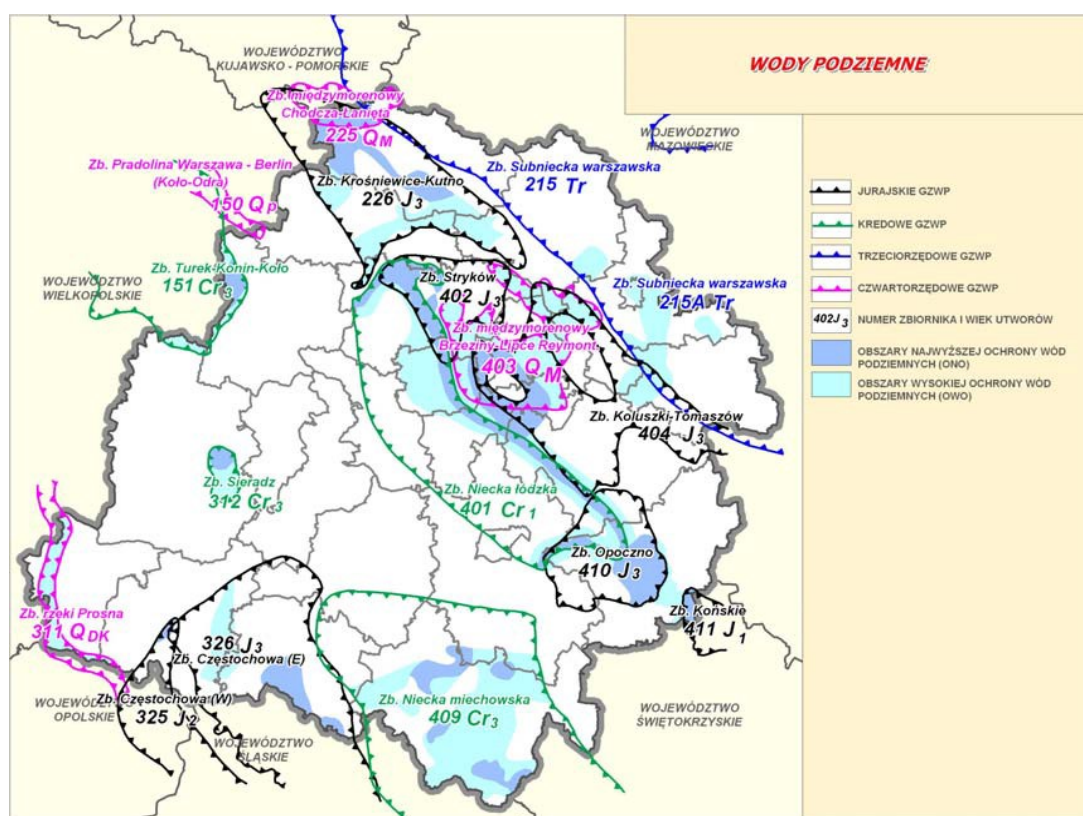 WODY PODZIEMNE
WOJEWÓDZTWO
KUJAWSKO - POMORSKIE
Zb. międzymorenowy
Chodcza-Łanięta
225 QM
WOJEWÓDZTWO
MAZOWIECKIE
Zb. Pradolina Warszawa - Berlin
(Koło-Odra)
150 Qp
Zb. Subniecka warszawska
215 Tr
Zb. Krośniewice-Kutno
226 J3
WOJEWÓDZTWO
WIELKOPOLSKIE
Zb. Turek-Konin-Koło
151 Cr3
Zb. Stryków
402 J3
Zb. Subniecka warszawska
215A Tr
Zb. międzymorenowy
Brzeziny-Lipce Reymont.
403 QM
Zb. Koluszki-Tomaszów
404 J3
Zb. Sieradz
312 Cr3
Zb. Niecka łódzka
401 Cr1
Zb. Opoczno
410 J3
Zb. Końskie
411 J1
Zb. rzeki Prosna
311 QDK
326 J3
Zb. Częstochowa (E)
Zb. Częstochowa (W)
325 J2
WOJEWÓDZTWO
OPOLSKIE
WOJEWÓDZTWO
ŚLĄSKIE
Zb. Niecka miechowska
409 Cr3
WOJEWÓDZTWO
ŚWIĘTOKRZYSKIE
JURAJSKIE GZWP
KREDOWE GZWP
TRZECIORZĘDOWE GZWP
CZWARTORZĘDOWE GZWP
402J3 NUMER ZBIORNIKA I WIEK UTWORÓW
OBSZARY NAJWYŻSZEJ OCHRONY WÓD
PODZIEMNYCH (ONO)
OBSZARY WYSOKIEJ OCHRONY WÓD
PODZIEMNYCH (OWO)